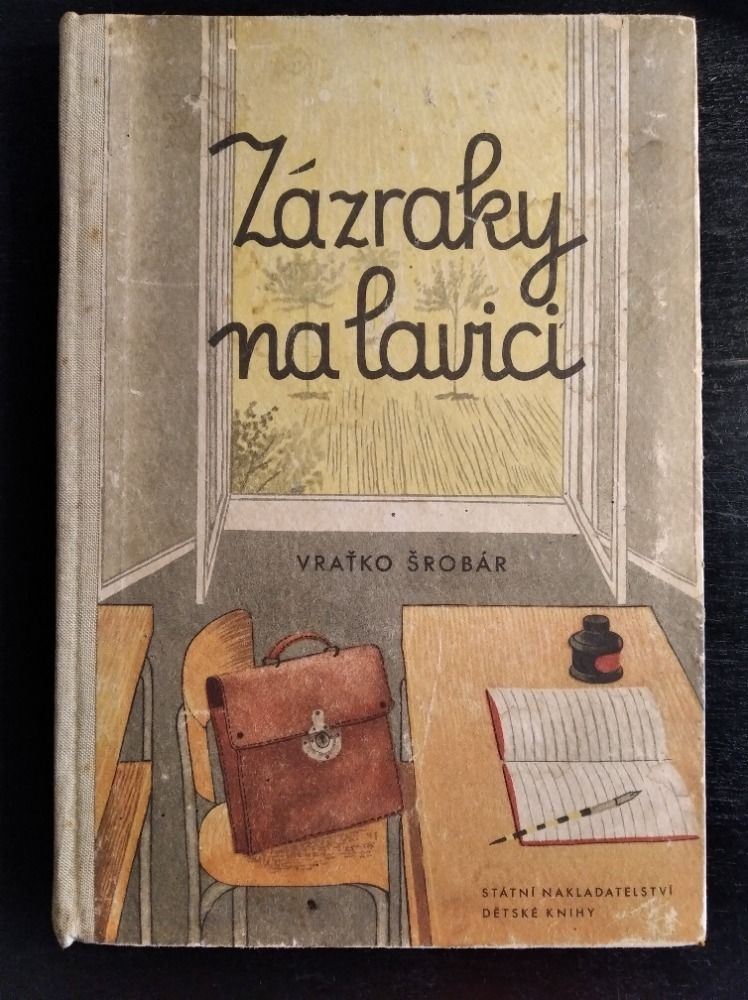 Zázraky
na lavici
VRAŤKO ŠROBÁR
STÁTNÍ NAKLADATELSTVÍ
DĚTSKÉ KNIHY